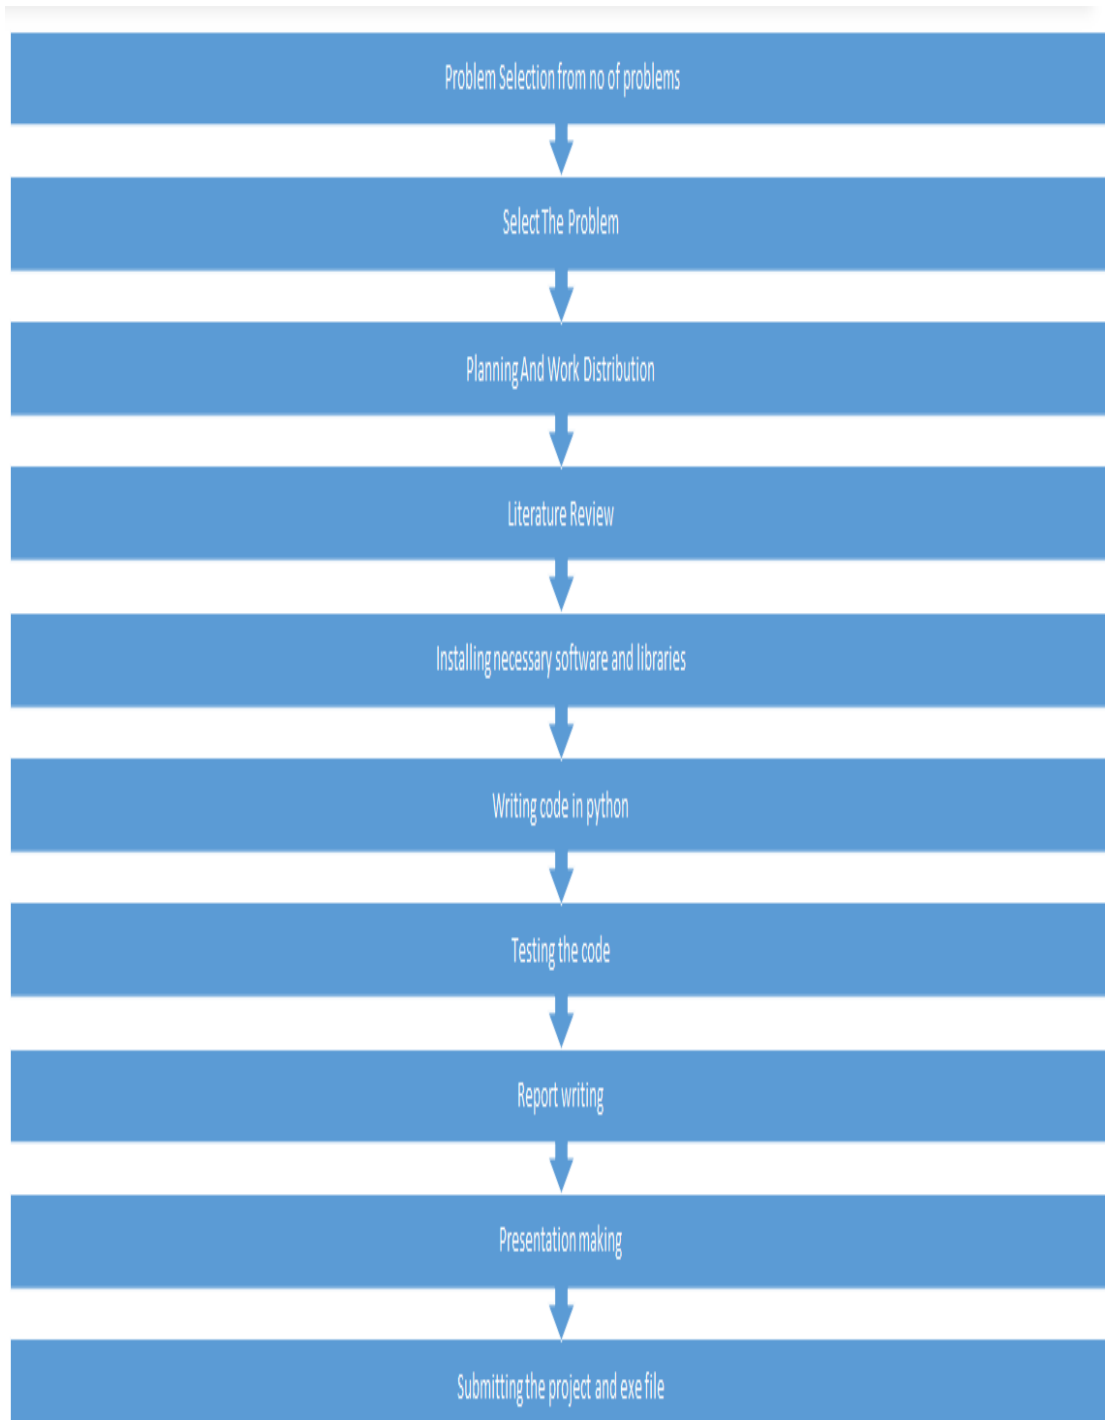 Problem Selection from no of problems
Select The Problem
Planning And Work Distribution
Literature Review
Installing necessary software and libraries
Writing code in python
Testing the code
Report writing
Presentation making
Submitting the project and exe file